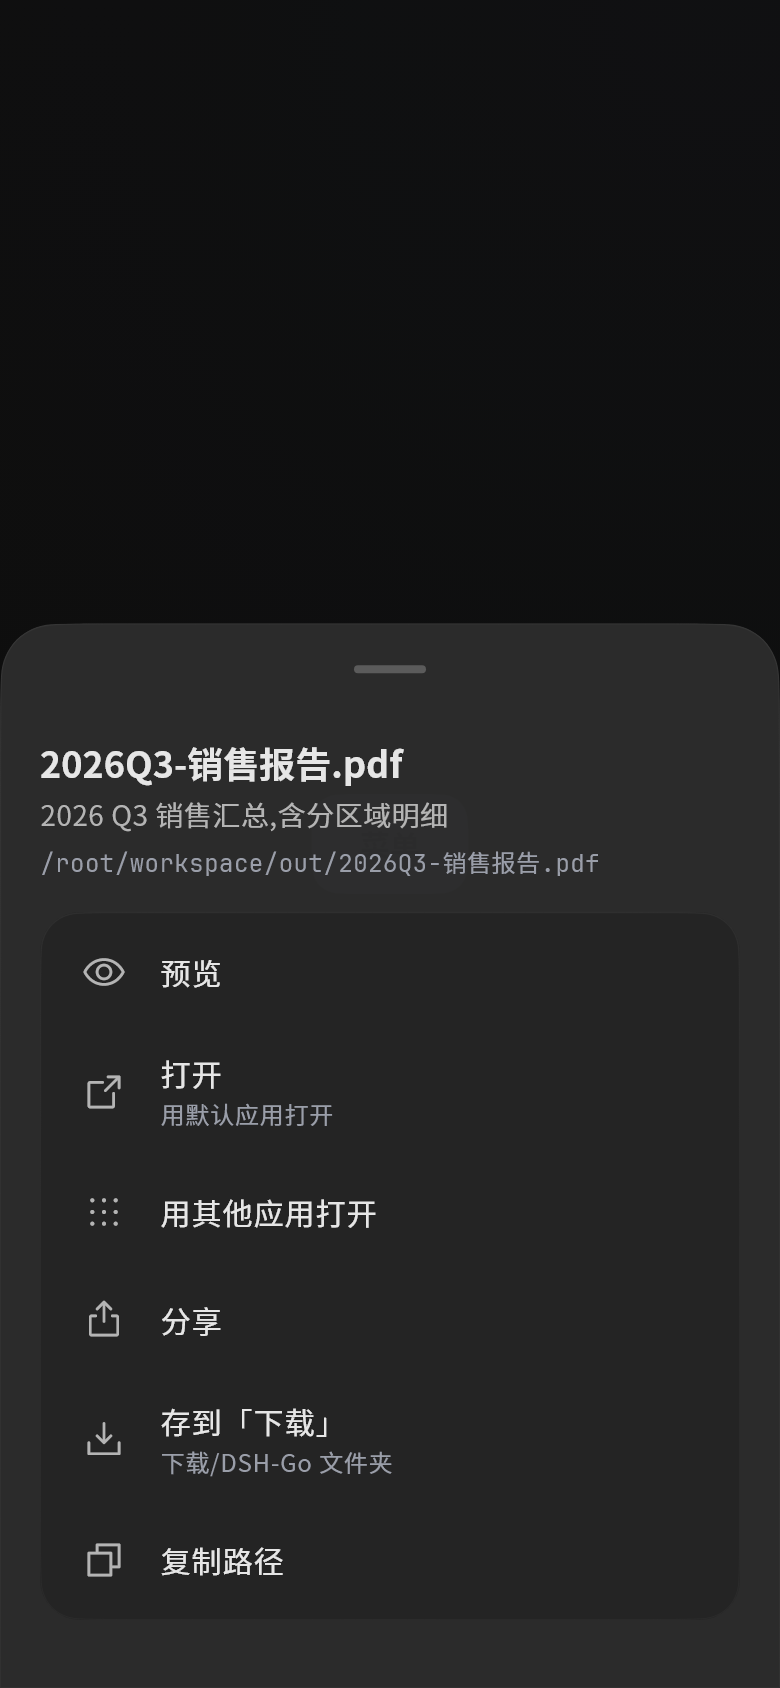 2026Q3-销售报告.pdf
2026 Q3 销售汇总,含分区域明细
/root/workspace/out/2026Q3-销售报告.pdf
预览
打开
用默认应用打开
用其他应用打开
分享
存到「下载」
下载/DSH-Go 文件夹
复制路径